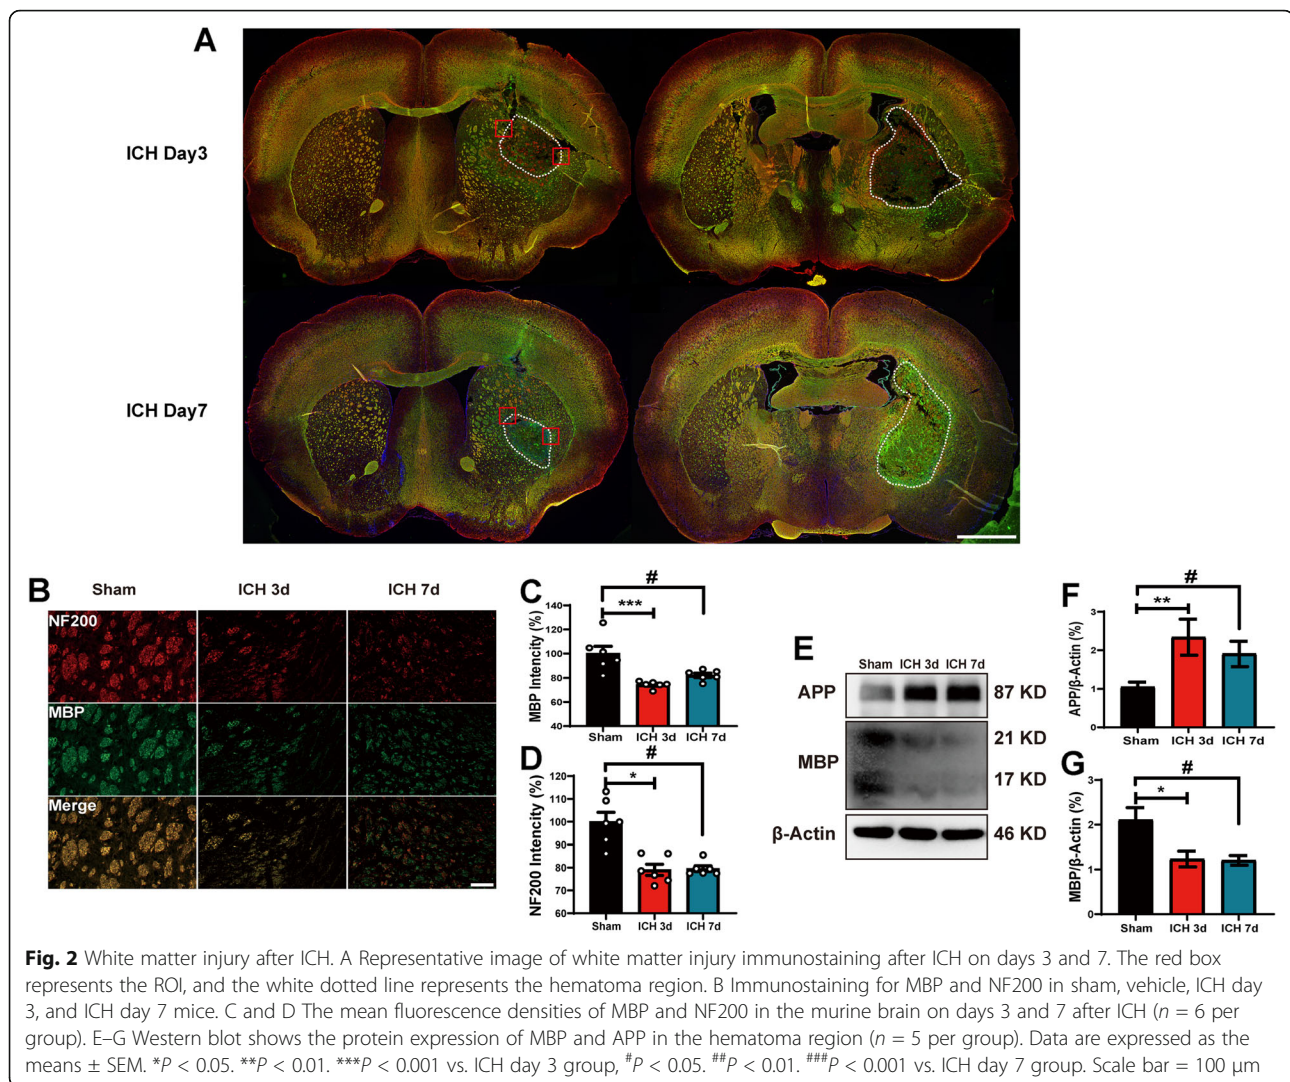 A
ICH Day3
ICH Day7
B
Sham ICH 3d ICH 7d
NF200
MBP
Merge
C
#
***
MBP Intencity (%)
140
120
100
80
60
40
Sham ICH 3d ICH 7d
D
#
*
NF200 Intencity (%)
120
110
100
90
80
70
60
Sham ICH 3d ICH 7d
E
Sham ICH 3d ICH 7d
APP 87 KD
MBP 21 KD
17 KD
β-Actin 46 KD
F
#
**
APP/β-Actin (%)
3
2
1
0
Sham ICH 3d ICH 7d
G
#
*
MBP/β-Actin (%)
3
2
1
0
Sham ICH 3d ICH 7d
Fig. 2 White matter injury after ICH. A Representative image of white matter injury immunostaining after ICH on days 3 and 7. The red box
represents the ROI, and the white dotted line represents the hematoma region. B Immunostaining for MBP and NF200 in sham, vehicle, ICH day
3, and ICH day 7 mice. C and D The mean fluorescence densities of MBP and NF200 in the murine brain on days 3 and 7 after ICH (n = 6 per
group). E–G Western blot shows the protein expression of MBP and APP in the hematoma region (n = 5 per group). Data are expressed as the
means ± SEM. *P < 0.05. **P < 0.01. ***P < 0.001 vs. ICH day 3 group, #P < 0.05. ##P < 0.01. ###P < 0.001 vs. ICH day 7 group. Scale bar = 100 μm